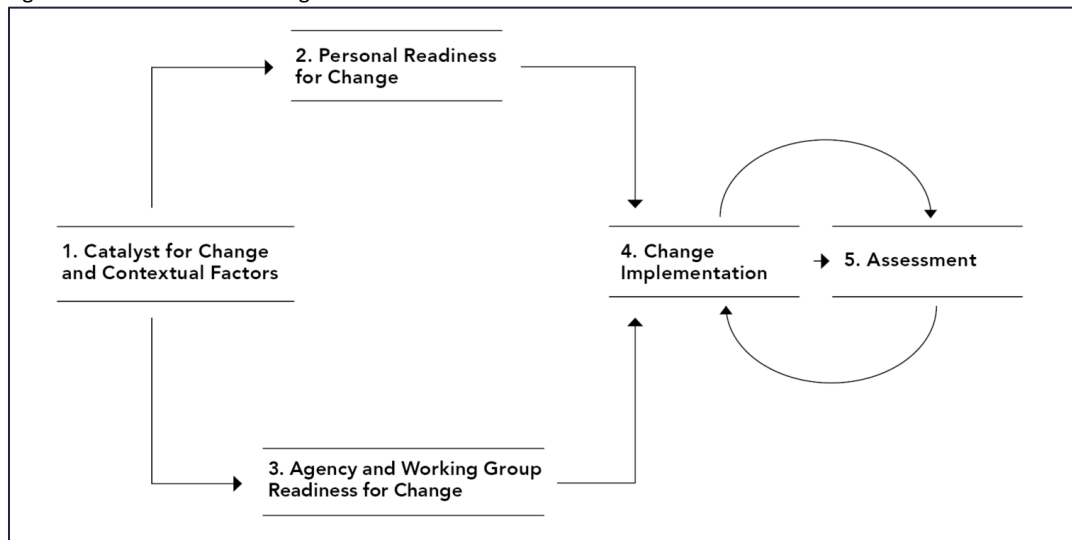 2. Personal Readiness
for Change
1. Catalyst for Change
and Contextual Factors
4. Change
Implementation
5. Assessment
3. Agency and Working Group
Readiness for Change